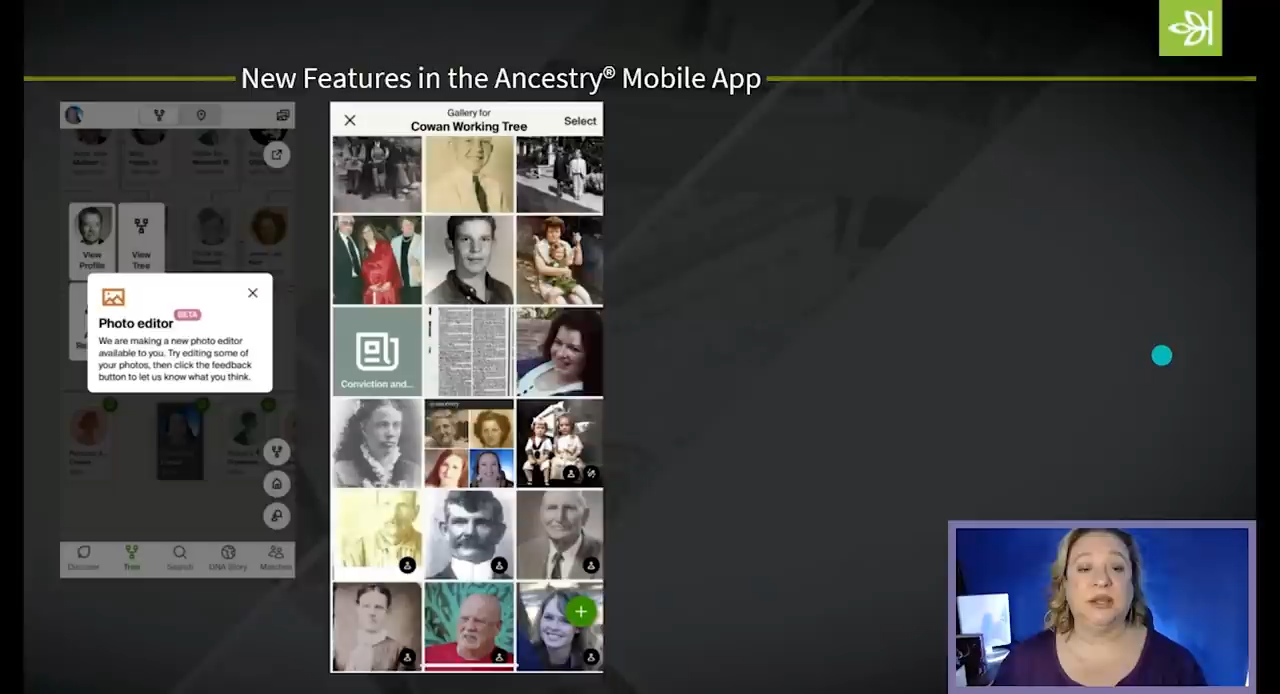 New Features in the Ancestry® Mobile App
View
Profile
View
Tree
Photo editor BETA
We are making a new photo editor
available to you. Try editing some of
your photos, then click the feedback
button to let us know what you think.
Discover
Tree
Search
DNA Story
Matches
Gallery for
Cowan Working Tree
Select
Conviction and...